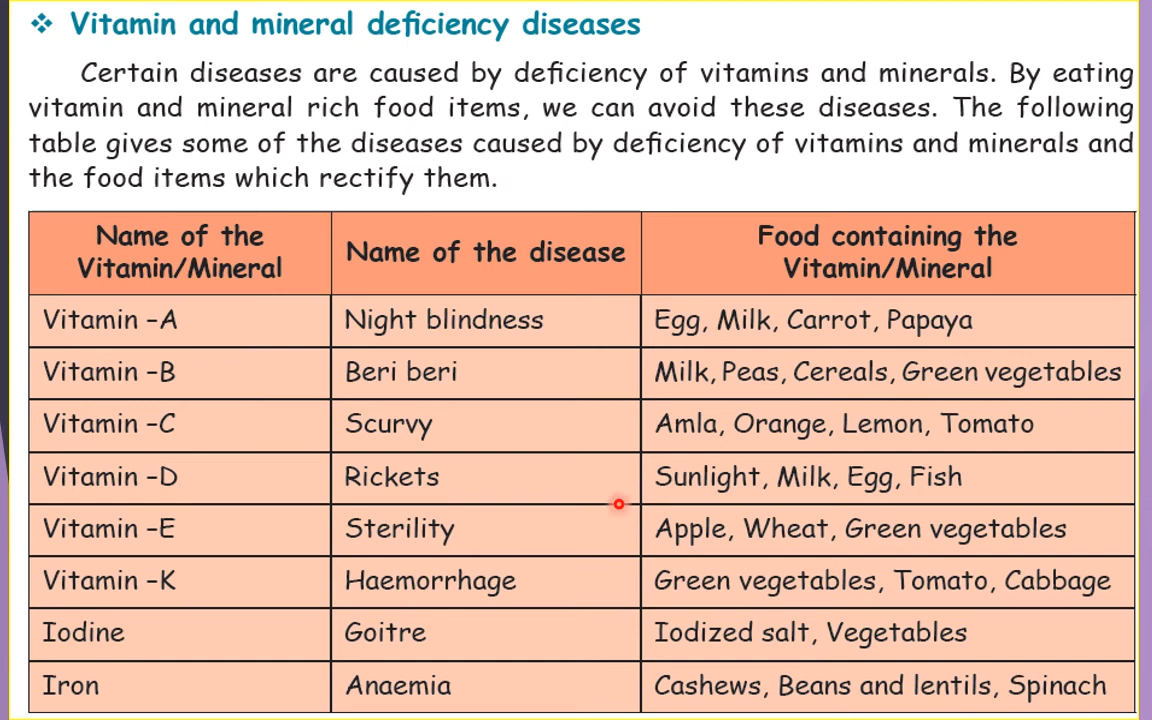 ❖ Vitamin and mineral deficiency diseases
Certain diseases are caused by deficiency of vitamins and minerals. By eating
vitamin and mineral rich food items, we can avoid these diseases. The following
table gives some of the diseases caused by deficiency of vitamins and minerals and
the food items which rectify them.
Name of the Vitamin/Mineral | Name of the disease | Food containing the Vitamin/Mineral
Vitamin –A | Night blindness | Egg, Milk, Carrot, Papaya
Vitamin –B | Beri beri | Milk, Peas, Cereals, Green vegetables
Vitamin –C | Scurvy | Amla, Orange, Lemon, Tomato
Vitamin –D | Rickets | Sunlight, Milk, Egg, Fish
Vitamin –E | Sterility | Apple, Wheat, Green vegetables
Vitamin –K | Haemorrhage | Green vegetables, Tomato, Cabbage
Iodine | Goitre | Iodized salt, Vegetables
Iron | Anaemia | Cashews, Beans and lentils, Spinach